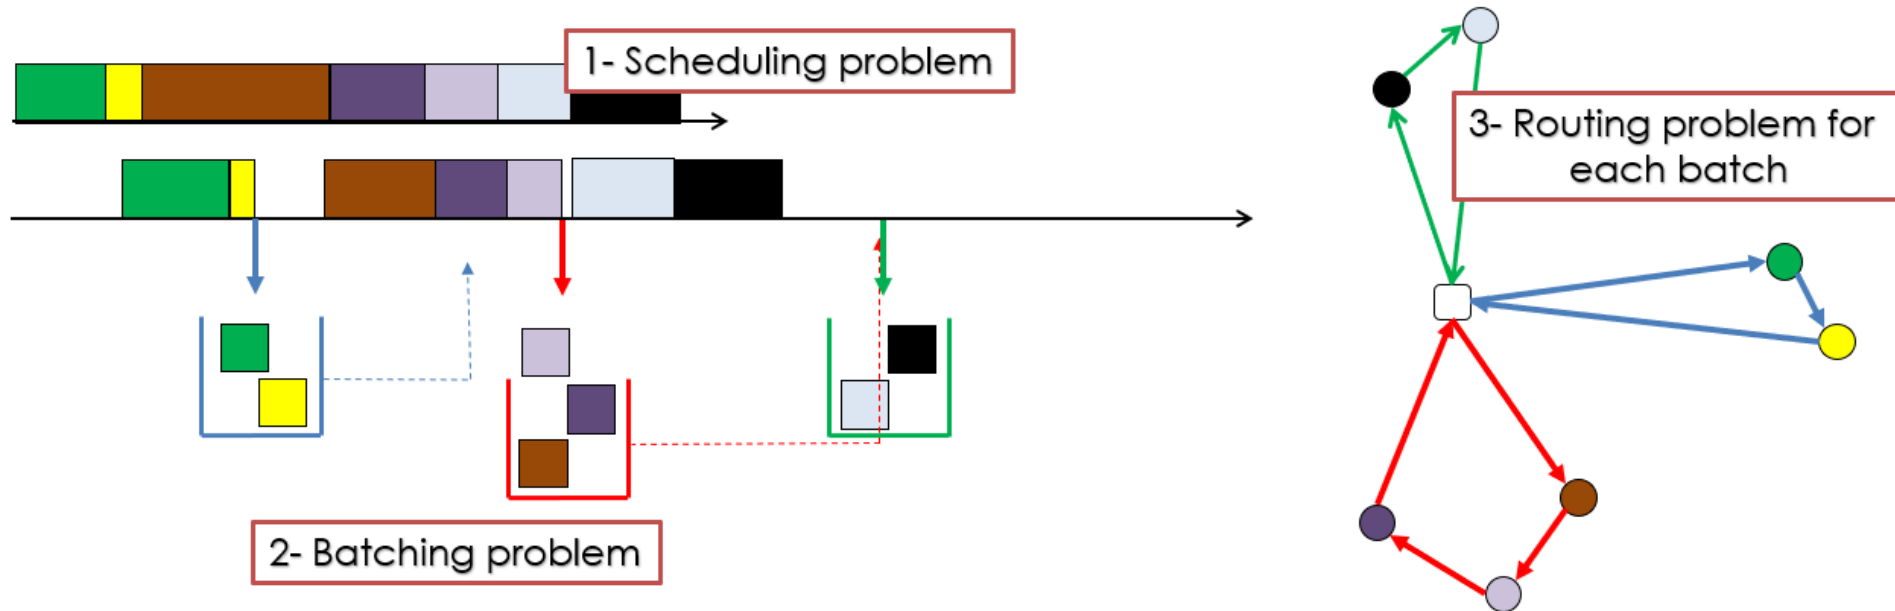 1- Scheduling problem
3- Routing problem for
each batch
2- Batching problem